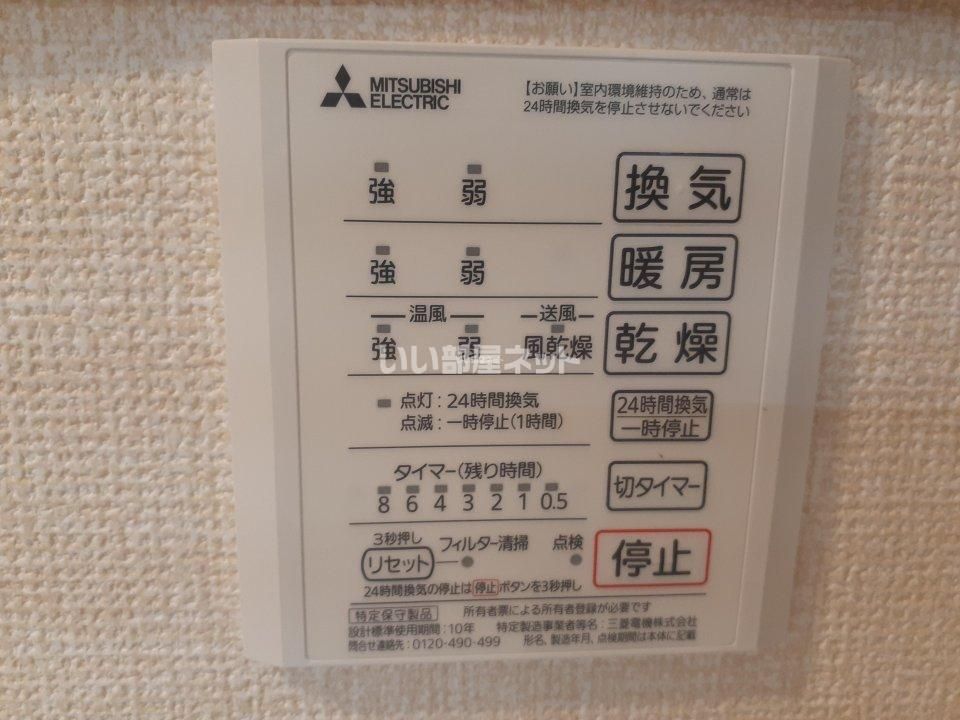 MITSUBISHI
ELECTRIC
【お願い】室内環境維持のため、通常は
24時間換気を停止させないでください
強 弱 換気
強 弱 暖房
温風 送風
強 弱 風乾燥 乾燥
いい部屋ネット
点灯：24時間換気
点滅：一時停止(1時間)
24時間換気
一時停止
タイマー(残り時間)
8 6 4 3 2 1 0.5
切タイマー
3秒押し
リセット
フィルター清掃 点検
停止
24時間換気の停止は停止ボタンを3秒押し
特定保守製品 所有者票による所有者登録が必要です
設計標準使用期間：10年 特定製造事業者等名：三菱電機株式会社
問合せ連絡先：0120-490-499 形名、製造年月、点検期間は本体に記載